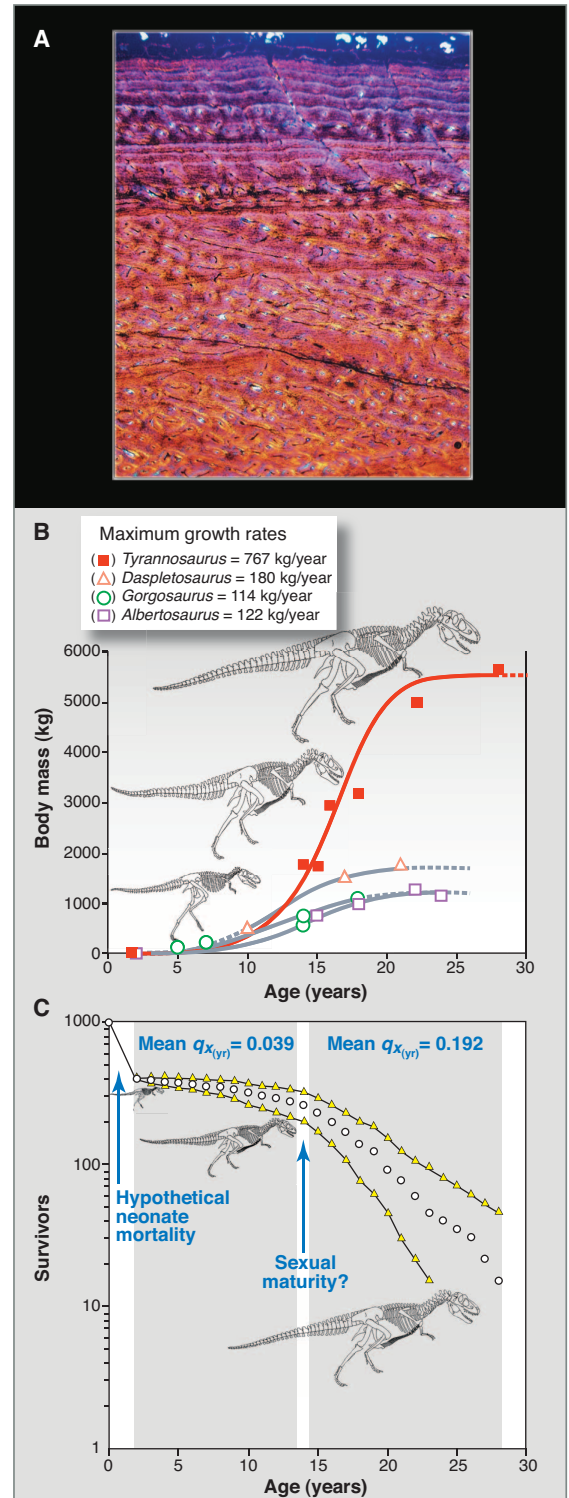 A
B
Maximum growth rates
(■) Tyrannosaurus = 767 kg/year
(△) Daspletosaurus = 180 kg/year
(○) Gorgosaurus = 114 kg/year
(□) Albertosaurus = 122 kg/year
6000
5000
4000
3000
2000
1000
0
Body mass (kg)
0 5 10 15 20 25 30
Age (years)
C
1000
100
10
1
Survivors
Mean qx(yr) = 0.039
Mean qx(yr) = 0.192
Hypothetical
neonate
mortality
Sexual
maturity?
0 5 10 15 20 25 30
Age (years)